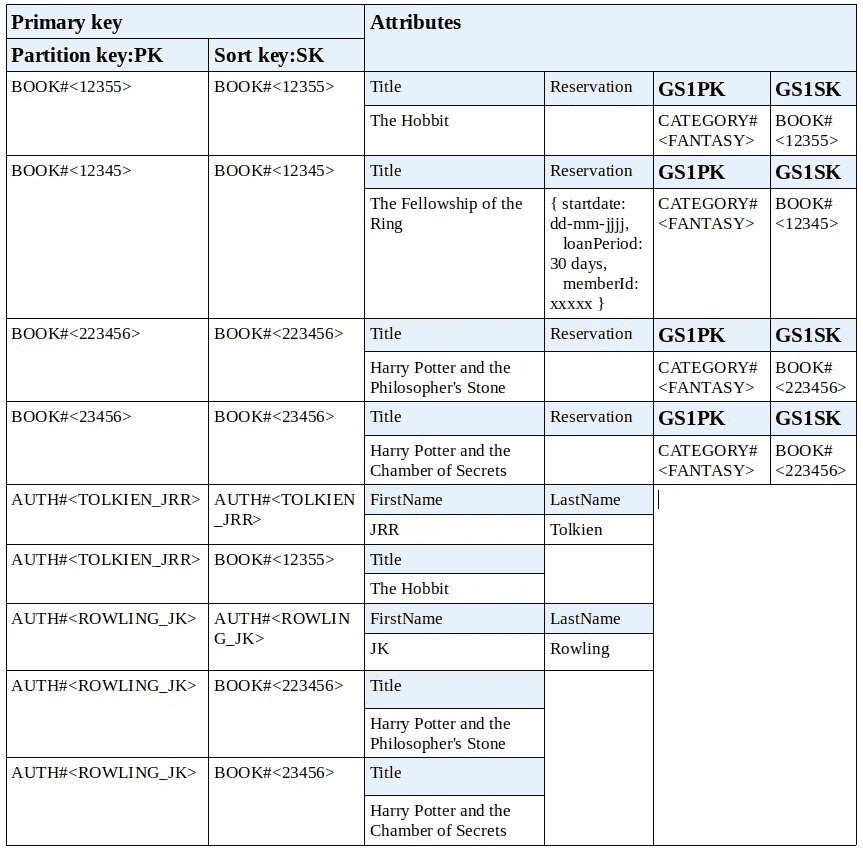 Primary key
Attributes
Partition key:PK
Sort key:SK
BOOK#<12355>
BOOK#<12355>
Title
Reservation
GS1PK
GS1SK
The Hobbit
CATEGORY#
<FANTASY>
BOOK#
<12355>
BOOK#<12345>
BOOK#<12345>
Title
Reservation
GS1PK
GS1SK
The Fellowship of the
Ring
{ startdate:
dd-mm-jjjj,
loanPeriod:
30 days,
memberId:
xxxxx }
CATEGORY#
<FANTASY>
BOOK#
<12345>
BOOK#<223456>
BOOK#<223456>
Title
Reservation
GS1PK
GS1SK
Harry Potter and the
Philosopher's Stone
CATEGORY#
<FANTASY>
BOOK#
<223456>
BOOK#<23456>
BOOK#<23456>
Title
Reservation
GS1PK
GS1SK
Harry Potter and the
Chamber of Secrets
CATEGORY#
<FANTASY>
BOOK#
<223456>
AUTH#<TOLKIEN_JRR>
AUTH#<TOLKIEN
_JRR>
FirstName
LastName
JRR
Tolkien
AUTH#<TOLKIEN_JRR>
BOOK#<12355>
Title
The Hobbit
AUTH#<ROWLING_JK>
AUTH#<ROWLIN
G_JK>
FirstName
LastName
JK
Rowling
AUTH#<ROWLING_JK>
BOOK#<223456>
Title
Harry Potter and the
Philosopher's Stone
AUTH#<ROWLING_JK>
BOOK#<23456>
Title
Harry Potter and the
Chamber of Secrets